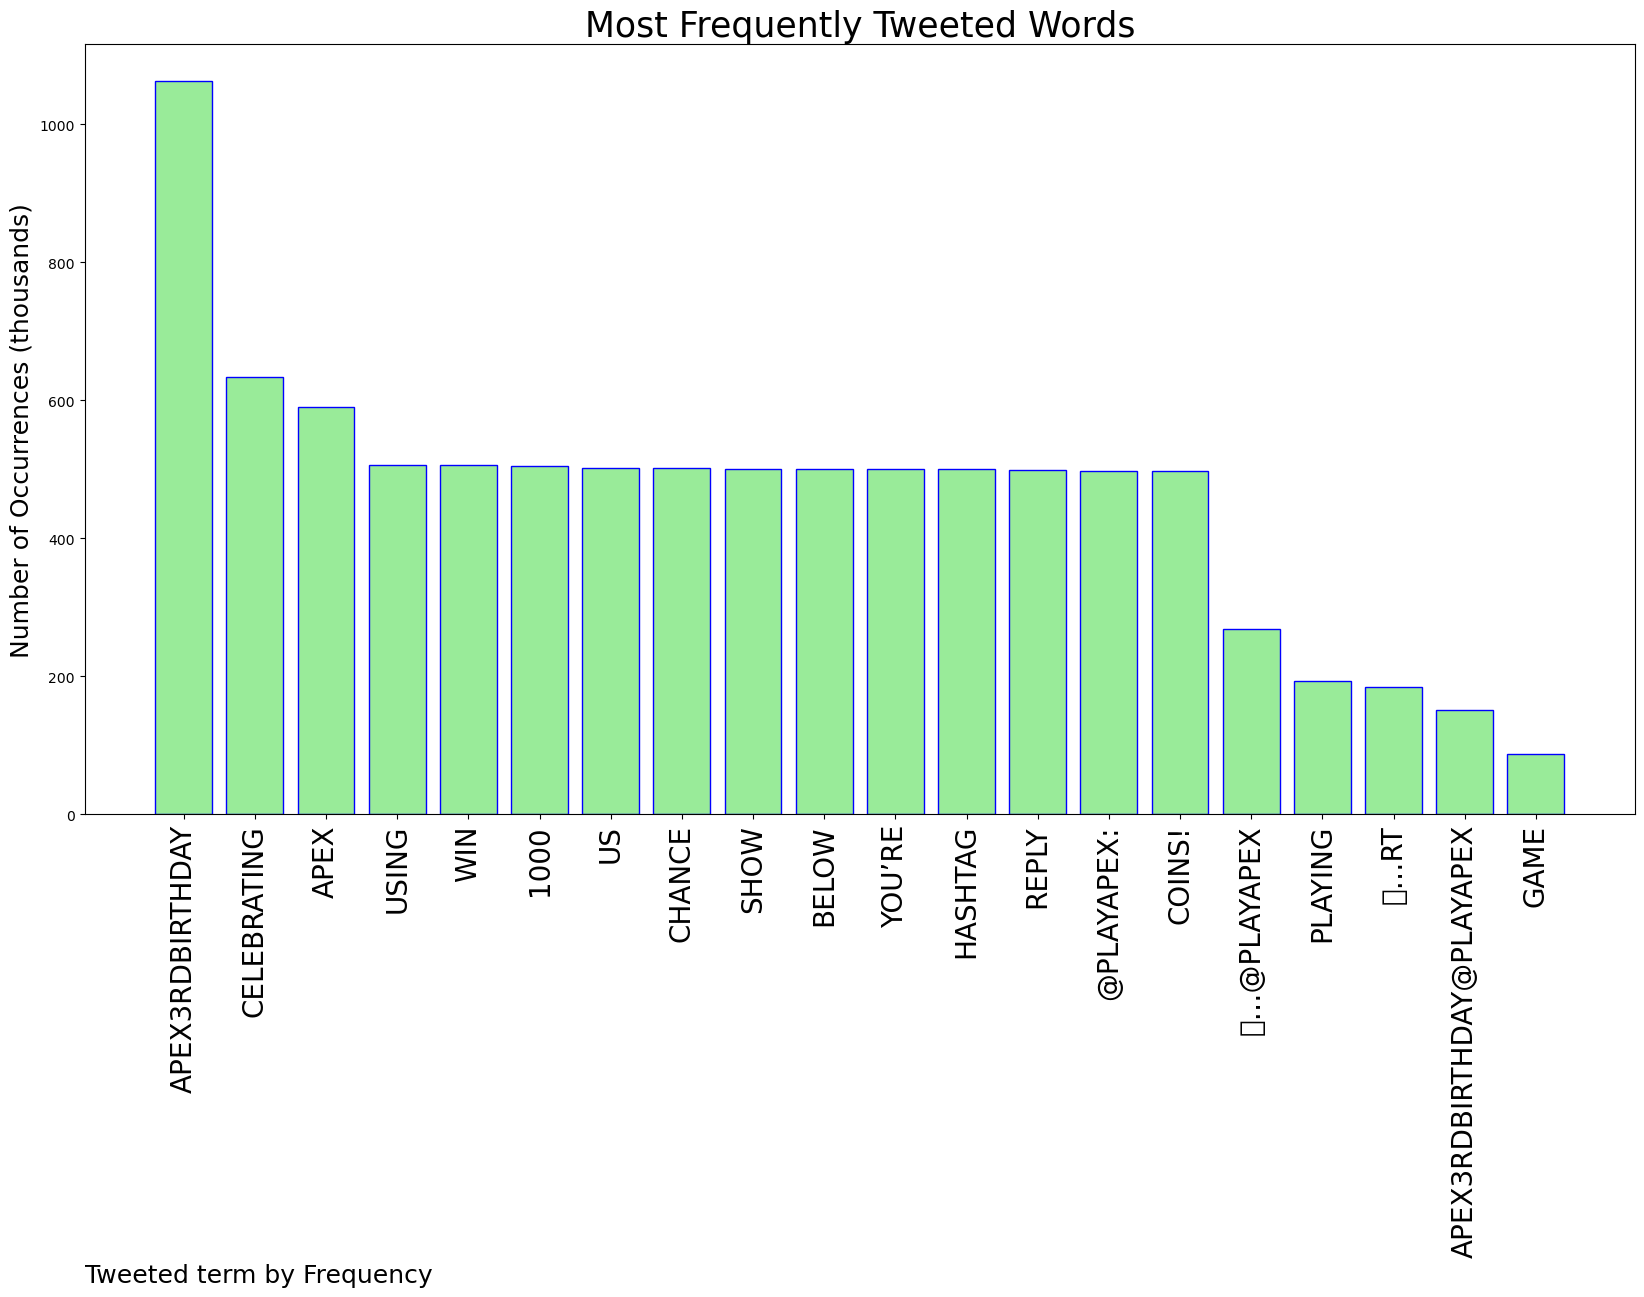 Most Frequently Tweeted Words
Number of Occurrences (thousands)
1000
800
600
400
200
0
APEX3RDBIRTHDAY
CELEBRATING
APEX
USING
WIN
1000
US
CHANCE
SHOW
BELOW
YOU’RE
HASHTAG
REPLY
@PLAYAPEX:
COINS!
▯…@PLAYAPEX
PLAYING
▯…RT
APEX3RDBIRTHDAY@PLAYAPEX
GAME
Tweeted term by Frequency